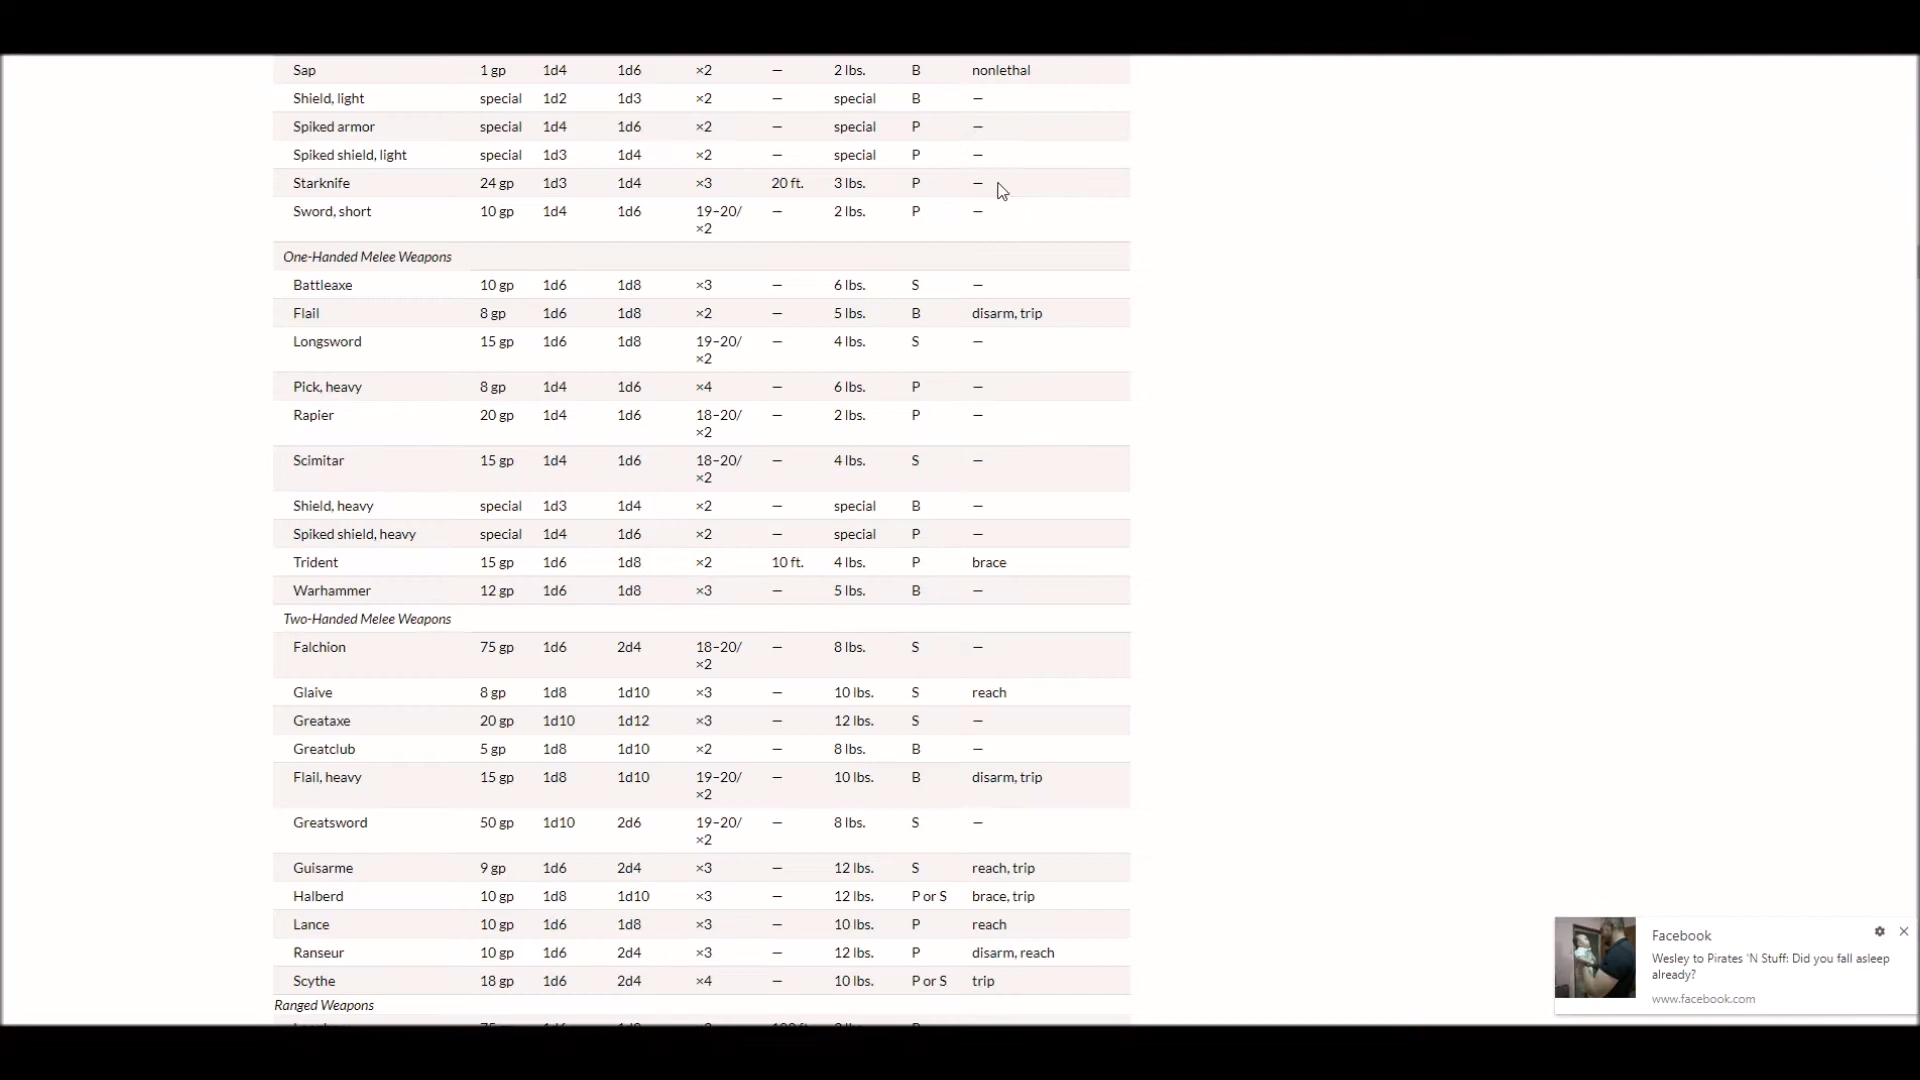 Sap 1 gp 1d4 1d6 ×2 — 2 lbs. B nonlethal
Shield, light special 1d2 1d3 ×2 — special B —
Spiked armor special 1d4 1d6 ×2 — special P —
Spiked shield, light special 1d3 1d4 ×2 — special P —
Starknife 24 gp 1d3 1d4 ×3 20 ft. 3 lbs. P —
Sword, short 10 gp 1d4 1d6 19–20/ — 2 lbs. P —
×2
One-Handed Melee Weapons
Battleaxe 10 gp 1d6 1d8 ×3 — 6 lbs. S —
Flail 8 gp 1d6 1d8 ×2 — 5 lbs. B disarm, trip
Longsword 15 gp 1d6 1d8 19–20/ — 4 lbs. S —
×2
Pick, heavy 8 gp 1d4 1d6 ×4 — 6 lbs. P —
Rapier 20 gp 1d4 1d6 18–20/ — 2 lbs. P —
×2
Scimitar 15 gp 1d4 1d6 18–20/ — 4 lbs. S —
×2
Shield, heavy special 1d3 1d4 ×2 — special B —
Spiked shield, heavy special 1d4 1d6 ×2 — special P —
Trident 15 gp 1d6 1d8 ×2 10 ft. 4 lbs. P brace
Warhammer 12 gp 1d6 1d8 ×3 — 5 lbs. B —
Two-Handed Melee Weapons
Falchion 75 gp 1d6 2d4 18–20/ — 8 lbs. S —
×2
Glaive 8 gp 1d8 1d10 ×3 — 10 lbs. S reach
Greataxe 20 gp 1d10 1d12 ×3 — 12 lbs. S —
Greatclub 5 gp 1d8 1d10 ×2 — 8 lbs. B —
Flail, heavy 15 gp 1d8 1d10 19–20/ — 10 lbs. B disarm, trip
×2
Greatsword 50 gp 1d10 2d6 19–20/ — 8 lbs. S —
×2
Guisarme 9 gp 1d6 2d4 ×3 — 12 lbs. S reach, trip
Halberd 10 gp 1d8 1d10 ×3 — 12 lbs. P or S brace, trip
Lance 10 gp 1d6 1d8 ×3 — 10 lbs. P reach
Ranseur 10 gp 1d6 2d4 ×3 — 12 lbs. P disarm, reach
Scythe 18 gp 1d6 2d4 ×4 — 10 lbs. P or S trip
Ranged Weapons
Facebook
Wesley to Pirates 'N Stuff: Did you fall asleep
already?
www.facebook.com